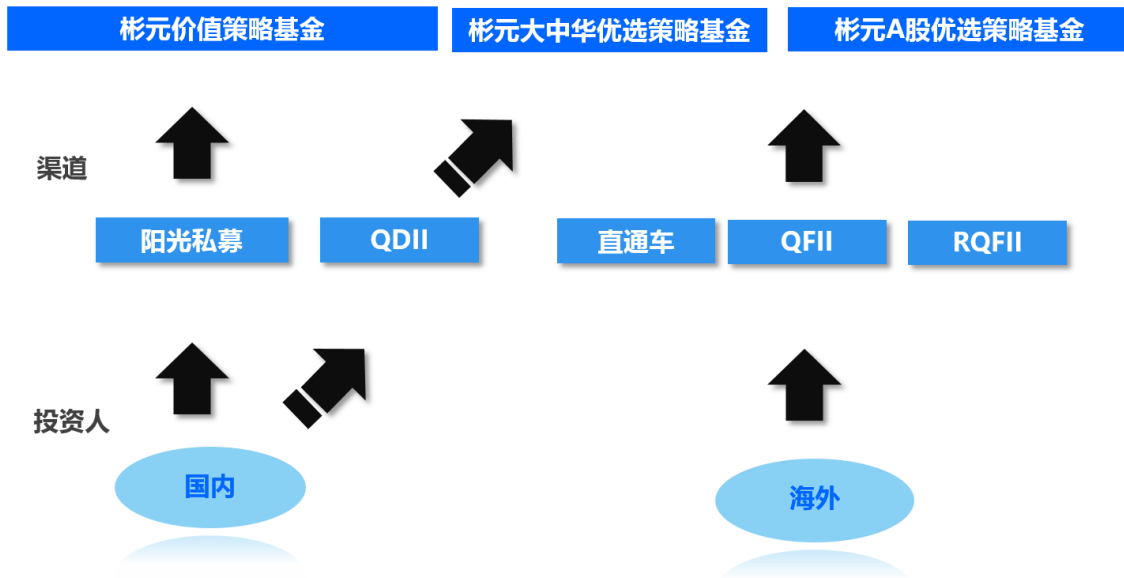 彬元价值策略基金
彬元大中华优选策略基金
彬元A股优选策略基金
渠道
阳光私募
QDII
直通车
QFII
RQFII
投资人
国内
海外